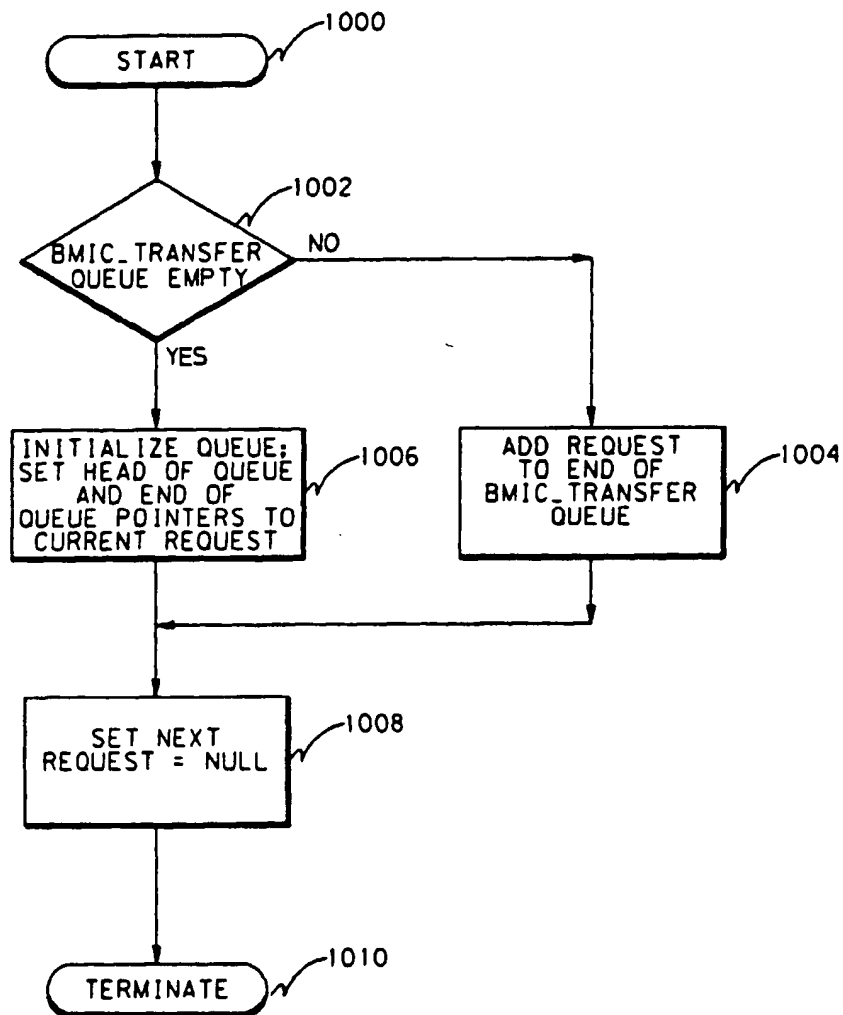 1000
START
1002
BMIC_TRANSFER
QUEUE EMPTY
NO
YES
INITIALIZE QUEUE;
SET HEAD OF QUEUE
AND END OF
QUEUE POINTERS TO
CURRENT REQUEST
1006
ADD REQUEST
TO END OF
BMIC_TRANSFER
QUEUE
1004
SET NEXT
REQUEST = NULL
1008
TERMINATE
1010